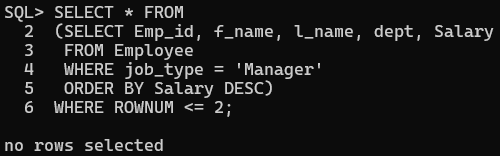 SQL> SELECT * FROM
  2  (SELECT Emp_id, f_name, l_name, dept, Salary
  3   FROM Employee
  4   WHERE job_type = 'Manager'
  5   ORDER BY Salary DESC)
  6  WHERE ROWNUM <= 2;
no rows selected